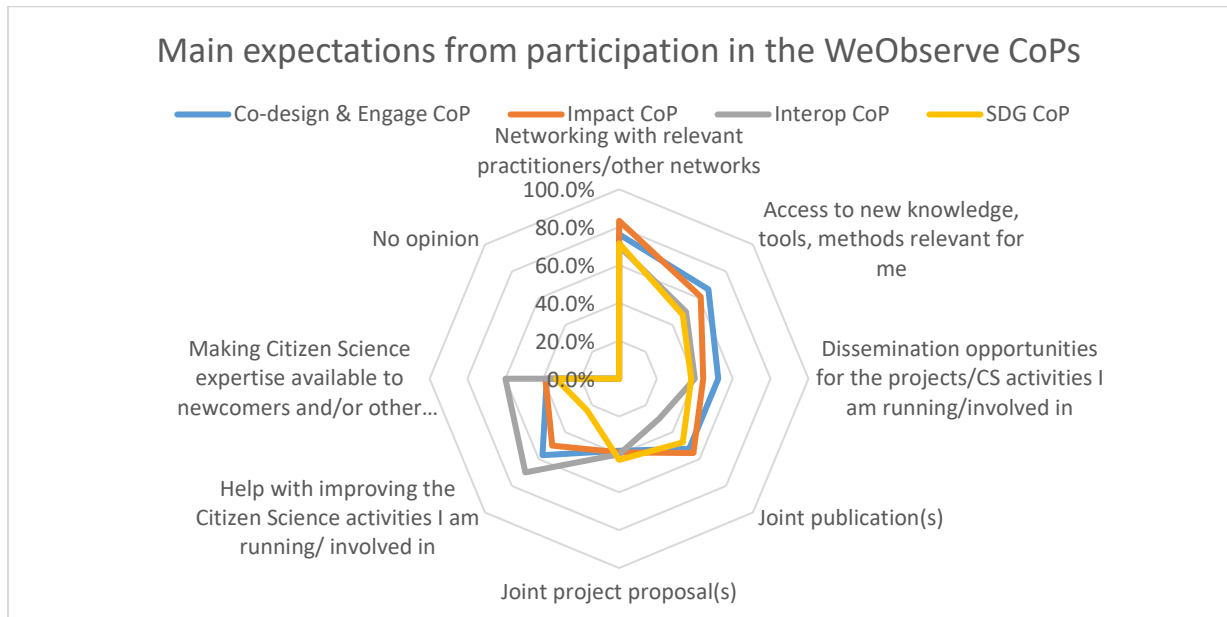 Main expectations from participation in the WeObserve CoPs
Co-design & Engage CoP
Impact CoP
Interop CoP
SDG CoP
Networking with relevant
practitioners/other networks
100.0%
80.0%
60.0%
40.0%
20.0%
0.0%
Access to new knowledge,
tools, methods relevant for
me
Dissemination opportunities
for the projects/CS activities I
am running/involved in
Joint publication(s)
Joint project proposal(s)
Help with improving the
Citizen Science activities I am
running/ involved in
Making Citizen Science
expertise available to
newcomers and/or other…
No opinion